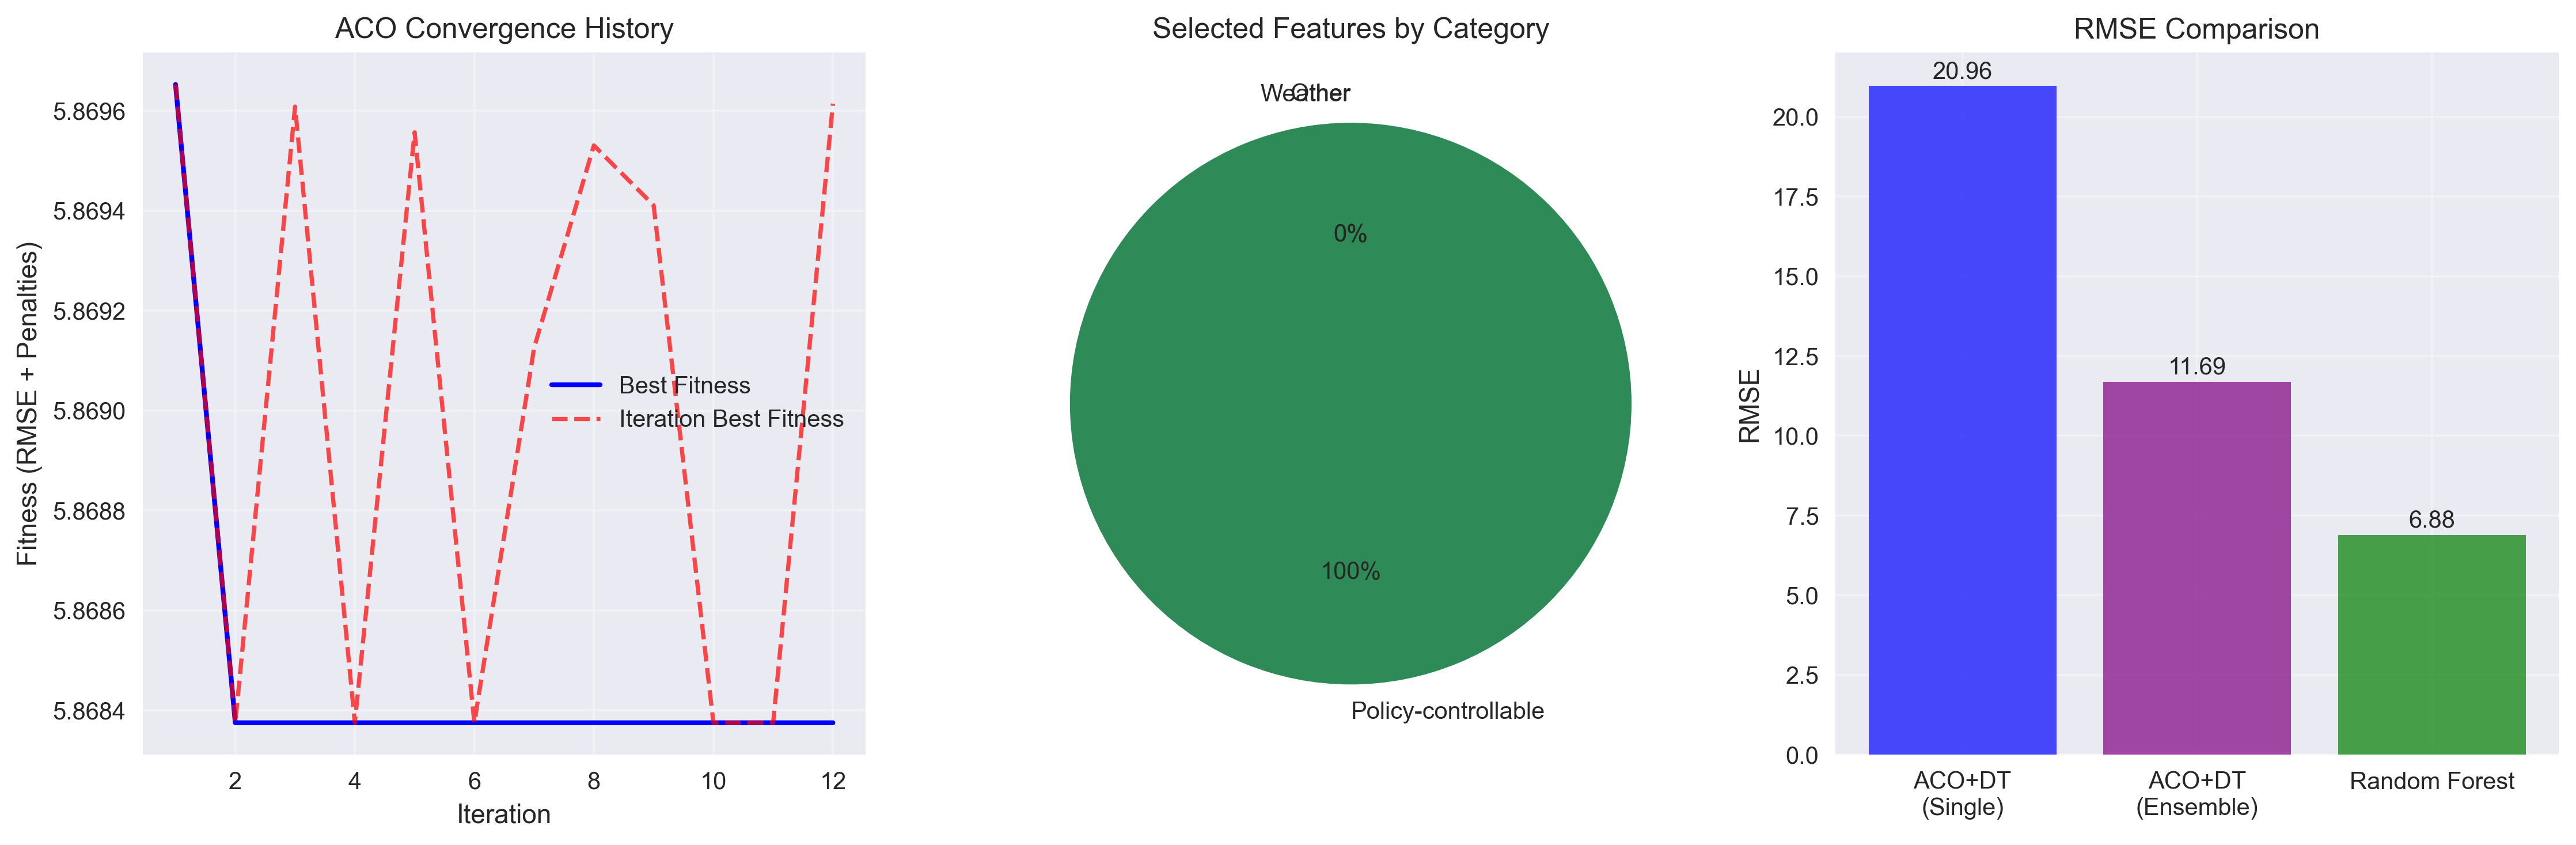 ACO Convergence History
Fitness (RMSE + Penalties)
5.8696
5.8694
5.8692
5.8690
5.8688
5.8686
5.8684
Best Fitness
Iteration Best Fitness
2 4 6 8 10 12
Iteration
Selected Features by Category
Weather
Other
0%
100%
Policy-controllable
RMSE Comparison
RMSE
20.0
17.5
15.0
12.5
10.0
7.5
5.0
2.5
0.0
20.96
11.69
6.88
ACO+DT
(Single)
ACO+DT
(Ensemble)
Random Forest